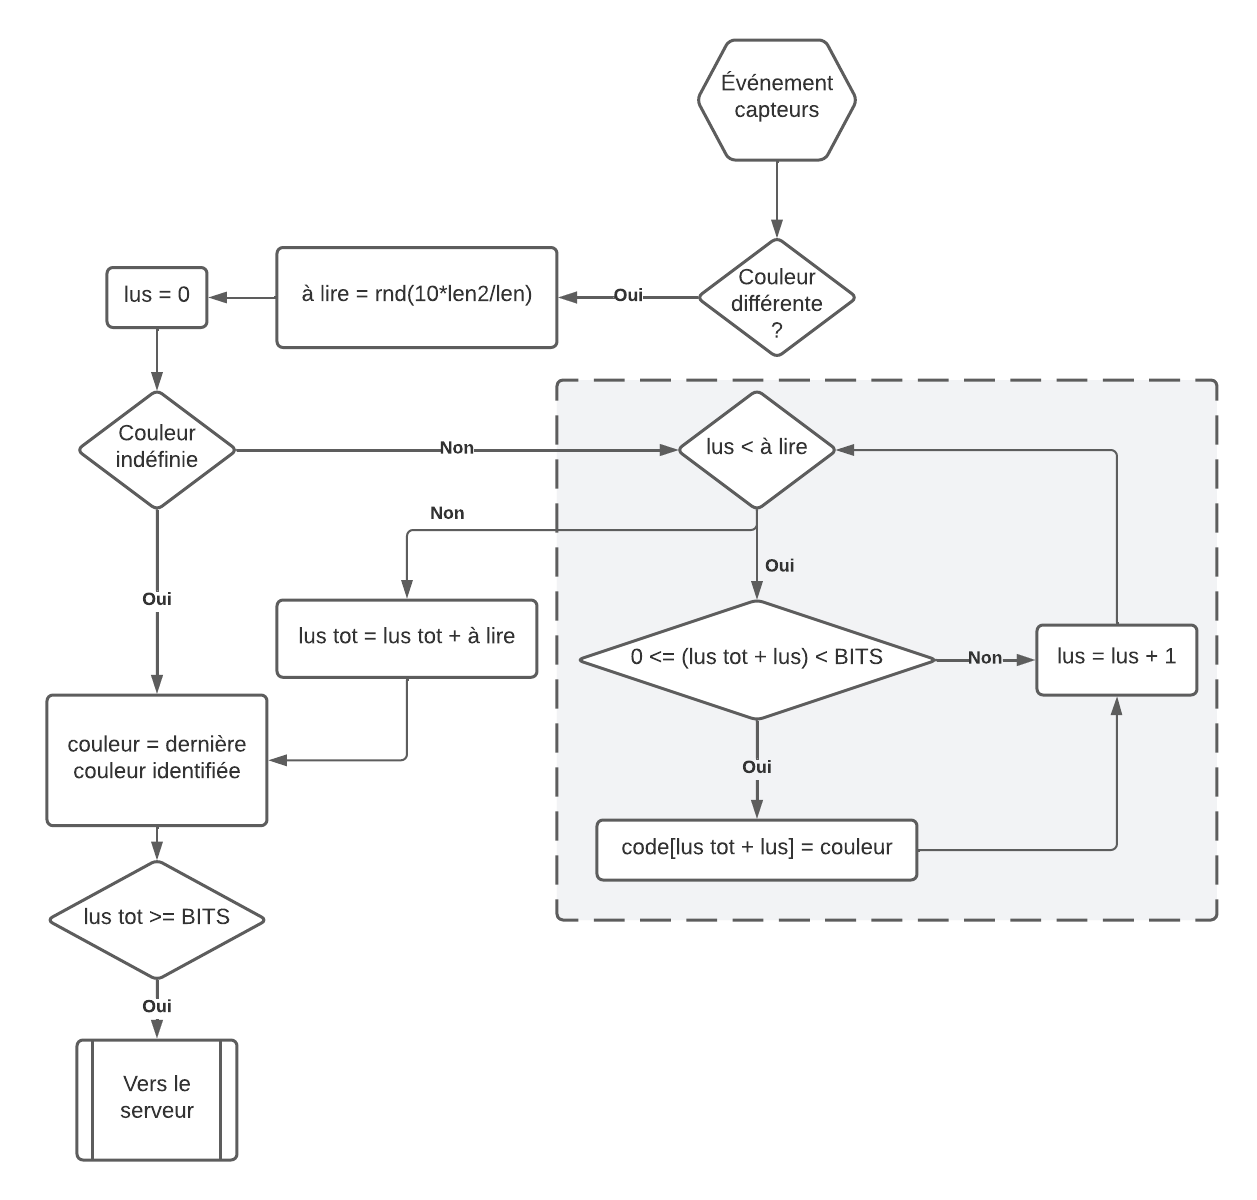 Événement
capteurs
Couleur
différente
?
Oui
à lire = rnd(10*len2/len)
lus = 0
Couleur
indéfinie
Non
lus < à lire
Non
Oui
lus tot = lus tot + à lire
0 <= (lus tot + lus) < BITS
Non
lus = lus + 1
Oui
Oui
code[lus tot + lus] = couleur
couleur = dernière
couleur identifiée
lus tot >= BITS
Oui
Vers le
serveur